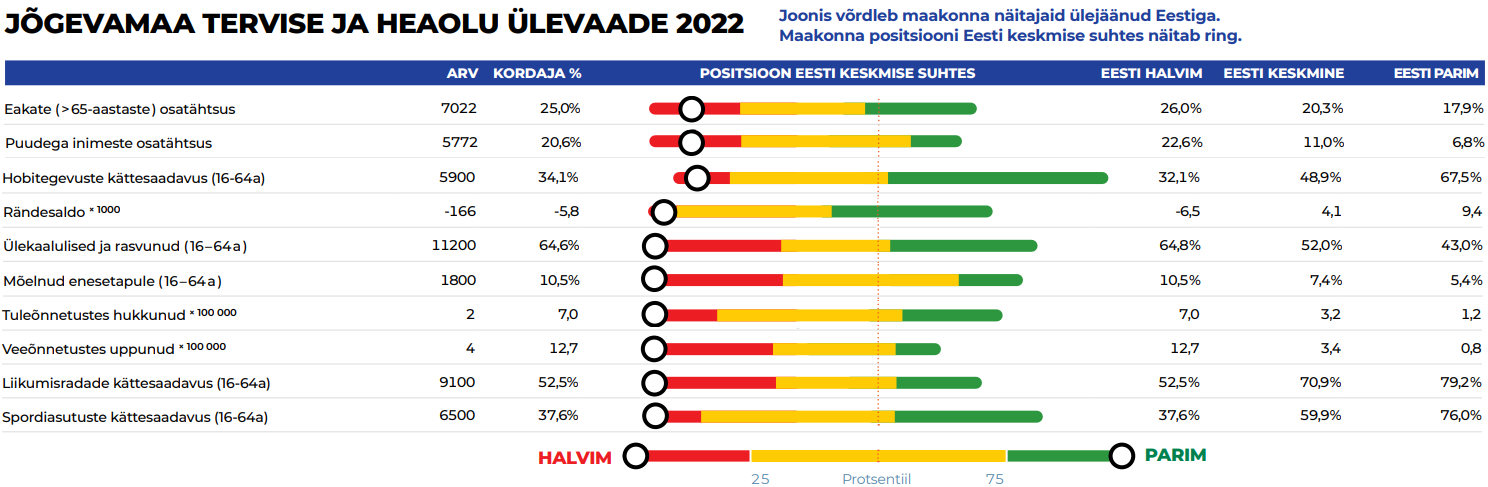 JÕGEVAMAA TERVISE JA HEAOLU ÜLEVAADE 2022
Joonis võrdleb maakonna näitajaid ülejäänud Eestiga.
Maakonna positsiooni Eesti keskmise suhtes näitab ring.
ARV KORDAJA % POSITSIOON EESTI KESKMISE SUHTES EESTI HALVIM EESTI KESKMINE EESTI PARIM
Eakate (>65-aastaste) osatähtsus 7022 25,0% 26,0% 20,3% 17,9%
Puudega inimeste osatähtsus 5772 20,6% 22,6% 11,0% 6,8%
Hobitegevuste kättesaadavus (16-64a) 5900 34,1% 32,1% 48,9% 67,5%
Rändesaldo × 1000 -166 -5,8 -6,5 4,1 9,4
Ülekaalulised ja rasvunud (16–64a) 11200 64,6% 64,8% 52,0% 43,0%
Mõelnud enesetapule (16–64a) 1800 10,5% 10,5% 7,4% 5,4%
Tuleõnnetustes hukkunud × 100 000 2 7,0 7,0 3,2 1,2
Veeõnnetustes uppunud × 100 000 4 12,7 12,7 3,4 0,8
Liikumisradade kättesaadavus (16-64a) 9100 52,5% 52,5% 70,9% 79,2%
Spordiasutuste kättesaadavus (16-64a) 6500 37,6% 37,6% 59,9% 76,0%
HALVIM PARIM
25 Protsentiil 75